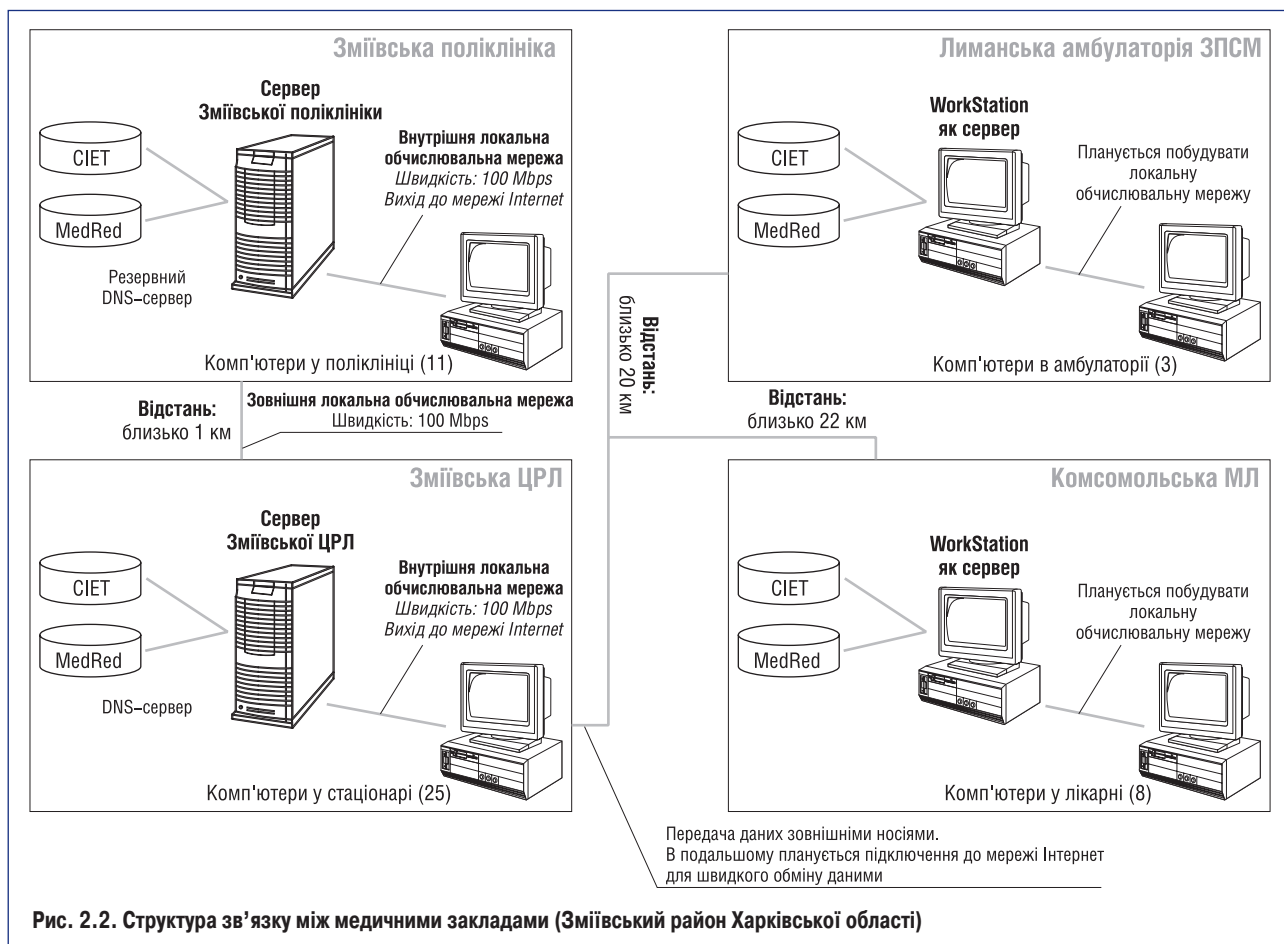 Зміївська поліклініка
Сервер
Зміївської поліклініки
CIET
MedRed
Резервний
DNS–сервер
Внутрішня локальна
обчислювальна мережа
Швидкість: 100 Mbps
Вихід до мережі Internet
Комп'ютери у поліклініці (11)
Лиманська амбулаторія ЗПСМ
WorkStation
як сервер
CIET
MedRed
Планується побудувати
локальну
обчислювальну мережу
Комп'ютери в амбулаторії (3)
Відстань:
близько 1 км
Зовнішня локальна обчислювальна мережа
Швидкість: 100 Mbps
Відстань:
близько 20 км
Відстань:
близько 22 км
Зміївська ЦРЛ
Сервер
Зміївської ЦРЛ
CIET
MedRed
DNS–сервер
Внутрішня локальна
обчислювальна мережа
Швидкість: 100 Mbps
Вихід до мережі Internet
Комп'ютери у стаціонарі (25)
Комсомольська МЛ
WorkStation
як сервер
CIET
MedRed
Планується побудувати
локальну
обчислювальну мережу
Комп'ютери у лікарні (8)
Передача даних зовнішніми носіями.
В подальшому планується підключення до мережі Інтернет
для швидкого обміну даними
Рис. 2.2. Структура зв’язку між медичними закладами (Зміївський район Харківської області)